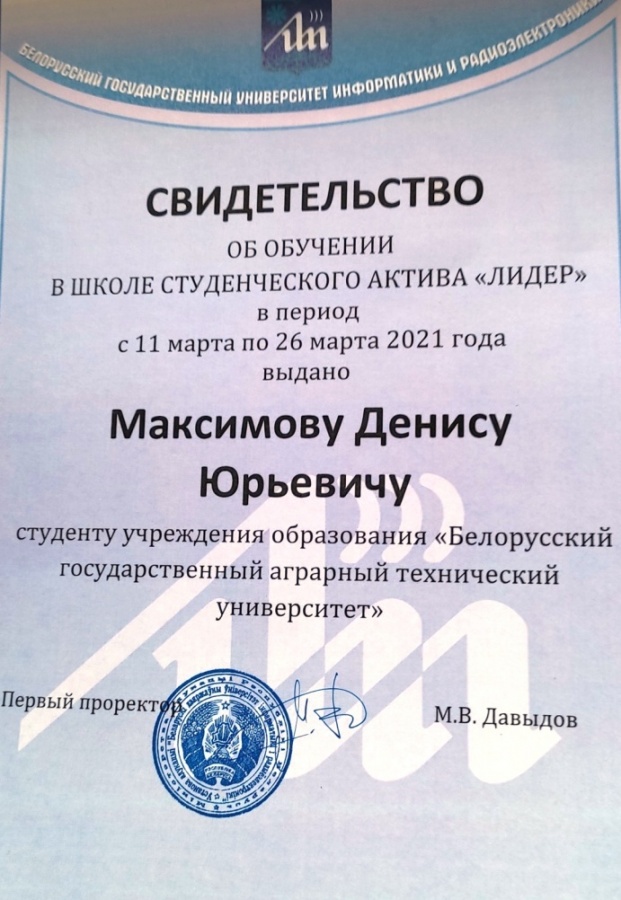 БЕЛОРУССКИЙ ГОСУДАРСТВЕННЫЙ УНИВЕРСИТЕТ ИНФОРМАТИКИ И РАДИОЭЛЕКТРОНИКИ
СВИДЕТЕЛЬСТВО
ОБ ОБУЧЕНИИ
В ШКОЛЕ СТУДЕНЧЕСКОГО АКТИВА «ЛИДЕР»
в период
с 11 марта по 26 марта 2021 года
выдано
Максимову Денису
Юрьевичу
студенту учреждения образования «Белорусский
государственный аграрный технический
университет»
Первый проректор
М.В. Давыдов